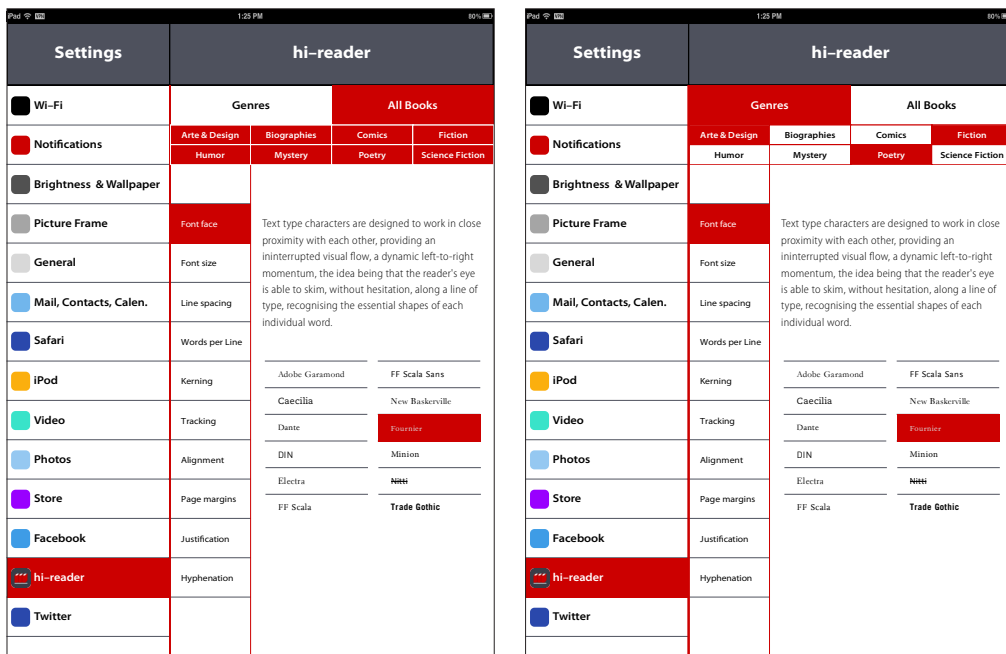 iPad VPN 1:25 PM 80%
Settings
hi–reader
Wi–Fi
Notifications
Brightness & Wallpaper
Picture Frame
General
Mail, Contacts, Calen.
Safari
iPod
Video
Photos
Store
Facebook
hi–reader
Twitter
Genres
All Books
Arte & Design Biographies Comics Fiction
Humor Mystery Poetry Science Fiction
Font face
Font size
Line spacing
Words per Line
Kerning
Tracking
Alignment
Page margins
Justification
Hyphenation
Text type characters are designed to work in close
proximity with each other, providing an
ininterrupted visual flow, a dynamic left-to-right
momentum, the idea being that the reader's eye
is able to skim, without hesitation, along a line of
type, recognising the essential shapes of each
individual word.
Adobe Garamond FF Scala Sans
Caecilia New Baskerville
Dante Fournier
DIN Minion
Electra Nitti
FF Scala Trade Gothic
iPad VPN 1:25 PM 80%
Settings
hi–reader
Wi–Fi
Notifications
Brightness & Wallpaper
Picture Frame
General
Mail, Contacts, Calen.
Safari
iPod
Video
Photos
Store
Facebook
hi–reader
Twitter
Genres
All Books
Arte & Design Biographies Comics Fiction
Humor Mystery Poetry Science Fiction
Font face
Font size
Line spacing
Words per Line
Kerning
Tracking
Alignment
Page margins
Justification
Hyphenation
Text type characters are designed to work in close
proximity with each other, providing an
ininterrupted visual flow, a dynamic left-to-right
momentum, the idea being that the reader's eye
is able to skim, without hesitation, along a line of
type, recognising the essential shapes of each
individual word.
Adobe Garamond FF Scala Sans
Caecilia New Baskerville
Dante Fournier
DIN Minion
Electra Nitti
FF Scala Trade Gothic